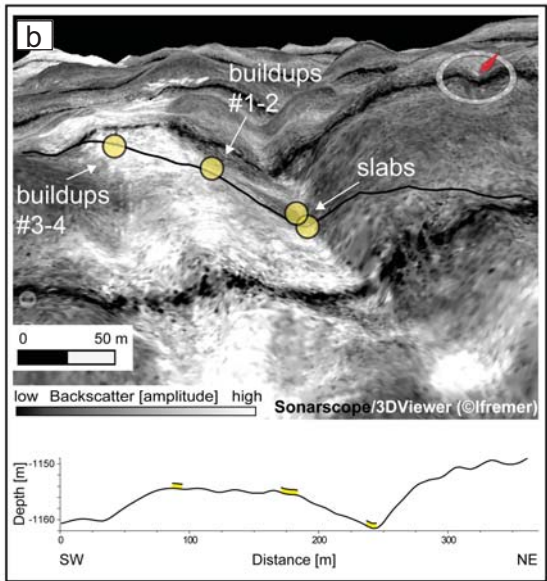 b
buildups
#1-2
slabs
buildups
#3-4
0 50 m
low Backscatter [amplitude] high
Sonarscope/3DViewer (©Ifremer)
-1150
Depth [m]
-1160
0 100 200 300
SW Distance [m] NE